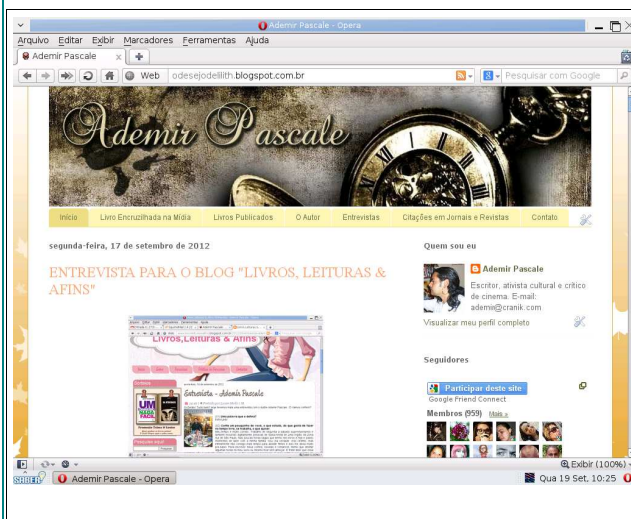 Ademir Pascale - Opera
Arquivo Editar Exibir Marcadores Ferramentas Ajuda
Ademir Pascale
Web odesejodelilith.blogspot.com.br Pesquisar com Google
Ademir Pascale
Início Livro Encruzilhada na Mídia Livros Publicados O Autor Entrevistas Citações em Jornais e Revistas Contato
segunda-feira, 17 de setembro de 2012
ENTREVISTA PARA O BLOG "LIVROS, LEITURAS &
AFINS"
Livros,Leituras & Afins
Entrevista - Ademir Pascale
UM
Quem sou eu
Ademir Pascale
Escritor, ativista cultural e crítico
de cinema. E-mail:
ademir@cranik.com
Visualizar meu perfil completo
Seguidores
Participar deste site
Google Friend Connect
Membros (959) Mais »
Exibir (100%)
Ademir Pascale - Opera
Qua 19 Set, 10:25